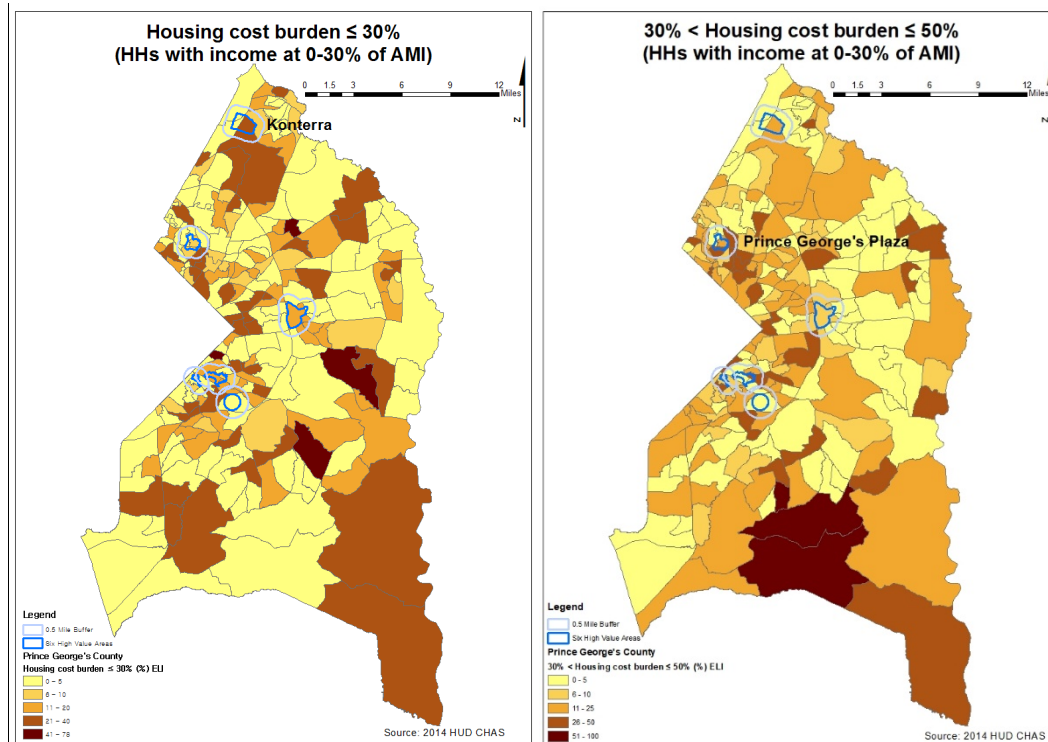 Housing cost burden ≤ 30%
(HHs with income at 0-30% of AMI)
0 1.5 3 6 9 12
Miles
N
Konterra
Legend
0.5 Mile Buffer
Six High Value Areas
Prince George's County
Housing cost burden ≤ 30% (%) ELI
0 – 5
6 – 10
11 – 20
21 – 40
41 – 78
Source: 2014 HUD CHAS
30% < Housing cost burden ≤ 50%
(HHs with income at 0-30% of AMI)
0 1.5 3 6 9 12
Miles
N
Prince George's Plaza
Legend
0.5 Mile Buffer
Six High Value Areas
Prince George's County
30% < Housing cost burden ≤ 50% (%) ELI
0 - 5
6 - 10
11 - 25
26 - 50
51 - 100
Source: 2014 HUD CHAS